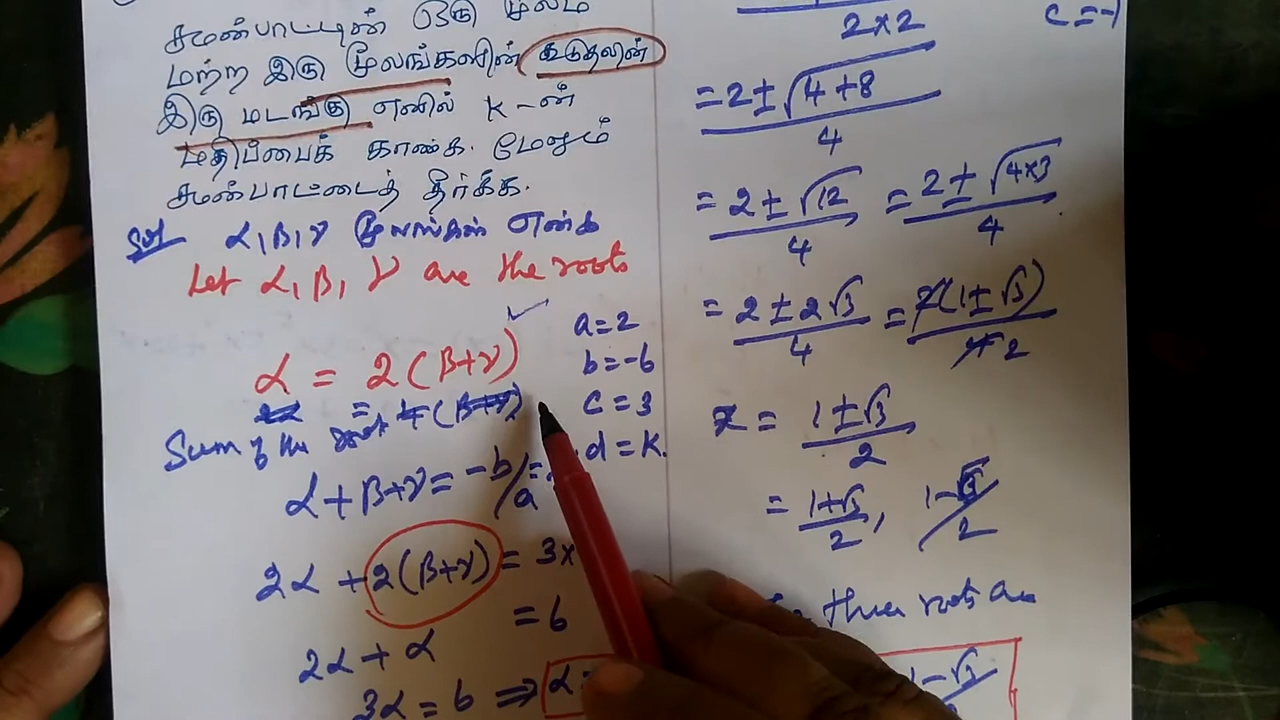 சமன்பாட்டின் ஒரு மூலம்
மற்ற இரு மூலங்களின் கூடுதலின்
இரு மடங்கு எனில் K-ன்
மதிப்பைக் காண்க. மேலும்
சமன்பாட்டைத் தீர்க்க.
Sol α, β, γ மூலங்கள் என்க
Let α, β, γ are the roots
α = 2(β+γ)
a=2
b=-6
c=3
d=K.
Sum of the root
α+β+γ = -b/a =
2α + 2(β+γ) = 3x
= 6
2α + α
3α = 6 ⇒ α =
2×2
c=-1
= 2±√4+8 / 4
= 2±√12 / 4 = 2±√4×3 / 4
= 2±2√3 / 4 = 2(1±√3) / 4 2
x = 1±√3 / 2
= 1+√3 / 2, 1-√3 / 2
three roots are
1-√3